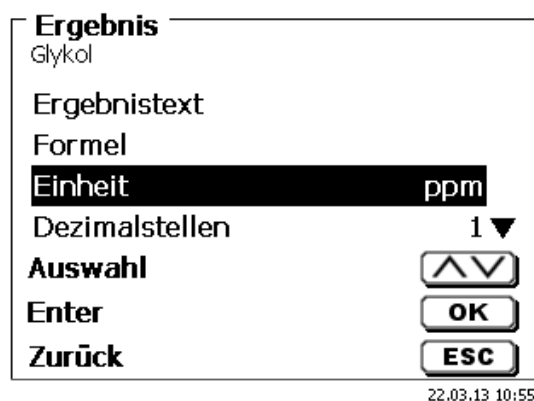 Ergebnis
Glykol
Ergebnistext
Formel
Einheit ppm
Dezimalstellen 1
Auswahl
Enter OK
Zurück ESC
22.03.13 10:55